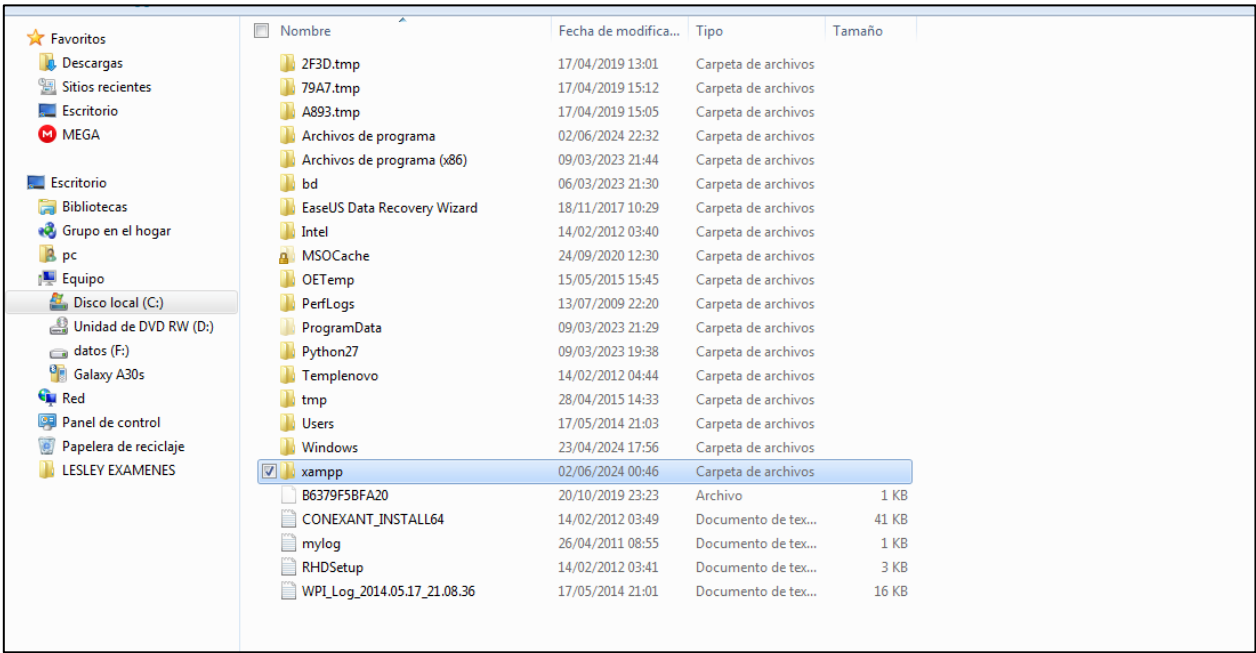 Favoritos
Descargas
Sitios recientes
Escritorio
MEGA
Escritorio
Bibliotecas
Grupo en el hogar
pc
Equipo
Disco local (C:)
Unidad de DVD RW (D:)
datos (F:)
Galaxy A30s
Red
Panel de control
Papelera de reciclaje
LESLEY EXAMENES
Nombre Fecha de modifica... Tipo Tamaño
2F3D.tmp 17/04/2019 13:01 Carpeta de archivos
79A7.tmp 17/04/2019 15:12 Carpeta de archivos
A893.tmp 17/04/2019 15:05 Carpeta de archivos
Archivos de programa 02/06/2024 22:32 Carpeta de archivos
Archivos de programa (x86) 09/03/2023 21:44 Carpeta de archivos
bd 06/03/2023 21:30 Carpeta de archivos
EaseUS Data Recovery Wizard 18/11/2017 10:29 Carpeta de archivos
Intel 14/02/2012 03:40 Carpeta de archivos
MSOCache 24/09/2020 12:30 Carpeta de archivos
OETemp 15/05/2015 15:45 Carpeta de archivos
PerfLogs 13/07/2009 22:20 Carpeta de archivos
ProgramData 09/03/2023 21:29 Carpeta de archivos
Python27 09/03/2023 19:38 Carpeta de archivos
Templenovo 14/02/2012 04:44 Carpeta de archivos
tmp 28/04/2015 14:33 Carpeta de archivos
Users 17/05/2014 21:03 Carpeta de archivos
Windows 23/04/2024 17:56 Carpeta de archivos
xampp 02/06/2024 00:46 Carpeta de archivos
B6379F5BFA20 20/10/2019 23:23 Archivo 1 KB
CONEXANT_INSTALL64 14/02/2012 03:49 Documento de tex... 41 KB
mylog 26/04/2011 08:55 Documento de tex... 1 KB
RHDSetup 14/02/2012 03:41 Documento de tex... 3 KB
WPI_Log_2014.05.17_21.08.36 17/05/2014 21:01 Documento de tex... 16 KB